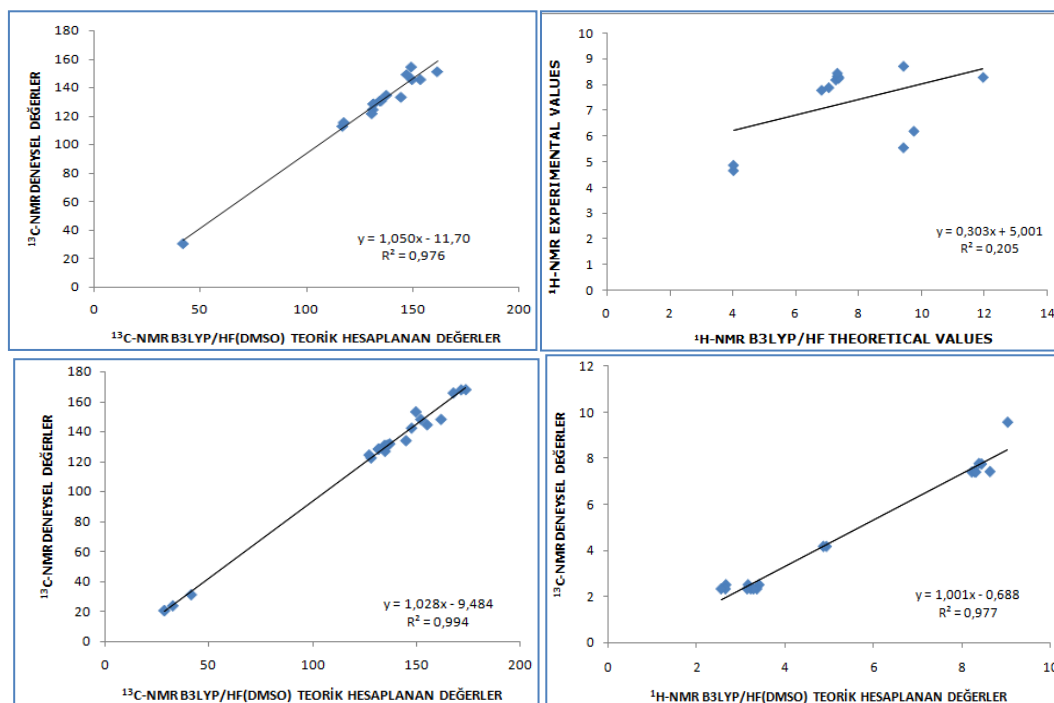 180
160
140
120
100
80
60
40
20
0
¹³C-NMR DENEYSEL DEĞERLER
y = 1,050x - 11,70
R² = 0,976
0 50 100 150 200
¹³C-NMR B3LYP/HF(DMSO) TEORİK HESAPLANAN DEĞERLER
10
9
8
7
6
5
4
3
2
1
0
¹H-NMR EXPERIMENTAL VALUES
y = 0,303x + 5,001
R² = 0,205
0 2 4 6 8 10 12 14
¹H-NMR B3LYP/HF THEORETICAL VALUES
180
160
140
120
100
80
60
40
20
0
¹³C-NMR DENEYSEL DEĞERLER
y = 1,028x - 9,484
R² = 0,994
0 50 100 150 200
¹³C-NMR B3LYP/HF(DMSO) TEORİK HESAPLANAN DEĞERLER
12
10
8
6
4
2
0
¹³C-NMR DENEYSEL DEĞERLER
y = 1,001x - 0,688
R² = 0,977
0 2 4 6 8 10
¹H-NMR B3LYP/HF(DMSO) TEORİK HESAPLANAN DEĞERLER